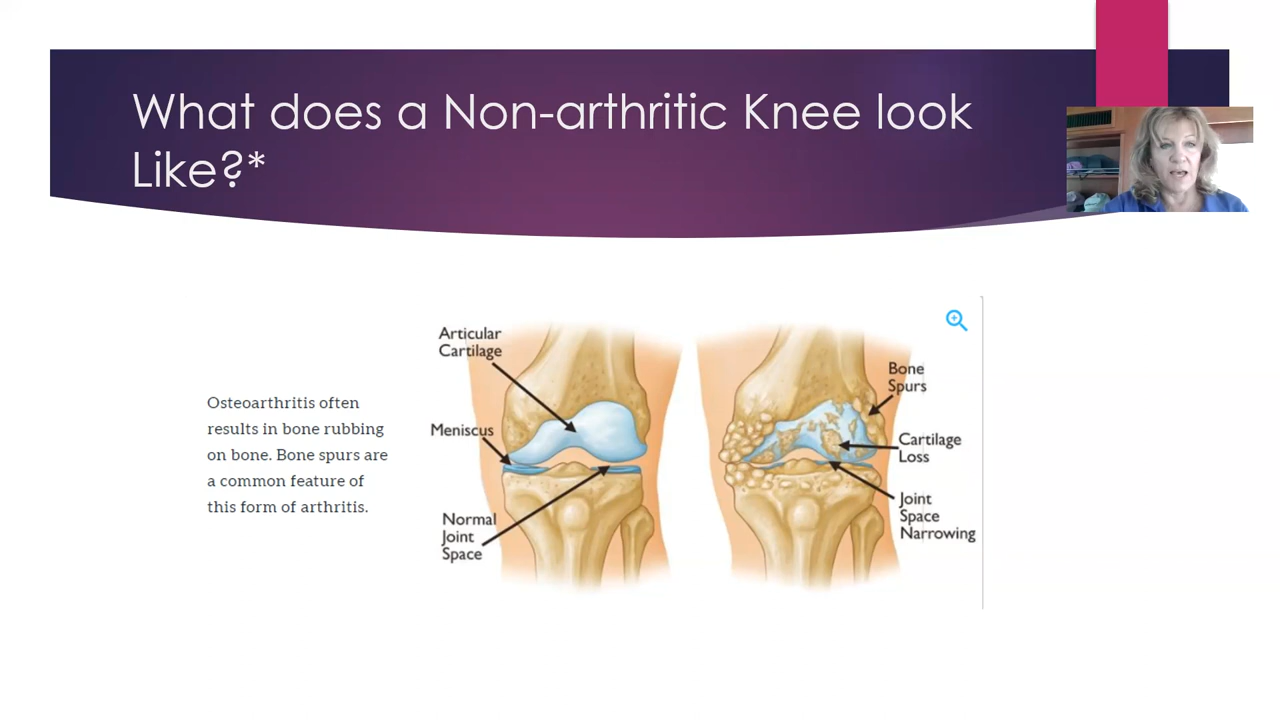 What does a Non-arthritic Knee look
Like?*
Osteoarthritis often
results in bone rubbing
on bone. Bone spurs are
a common feature of
this form of arthritis.
Articular
Cartilage
Meniscus
Normal
Joint
Space
Bone
Spurs
Cartilage
Loss
Joint
Space
Narrowing